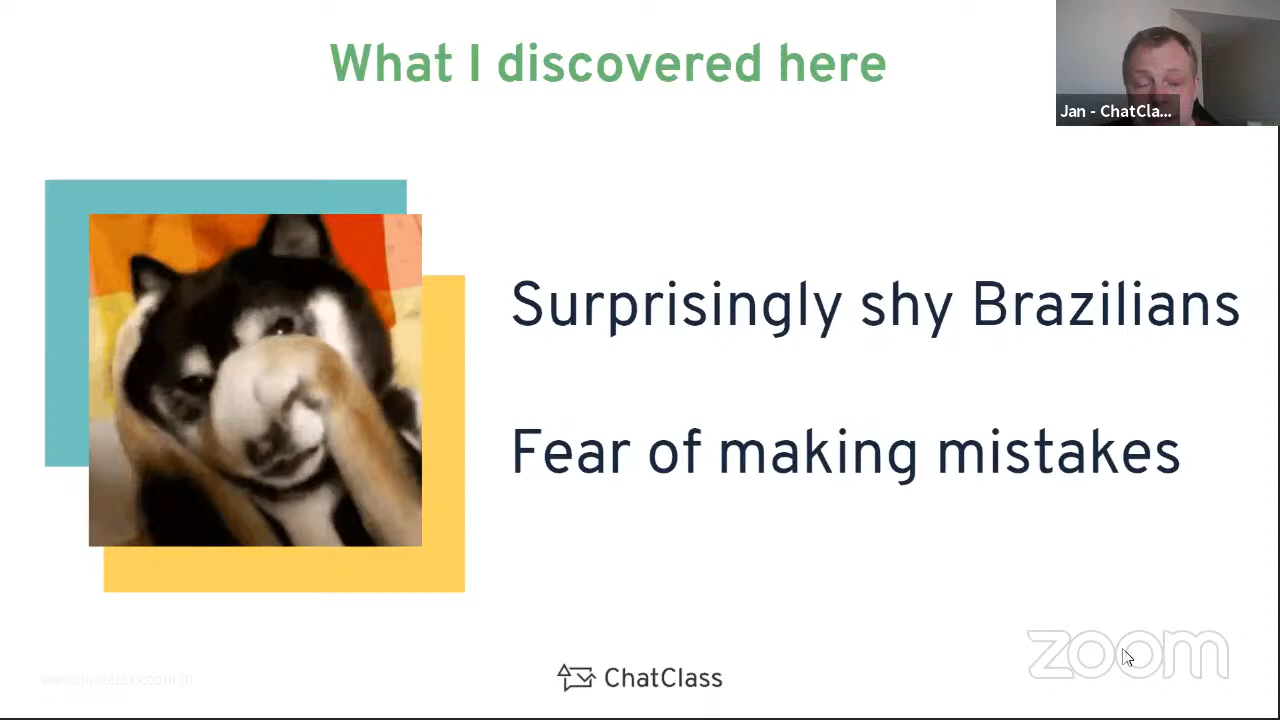 What I discovered here
Jan - ChatCla...
Surprisingly shy Brazilians
Fear of making mistakes
ChatClass
zoom